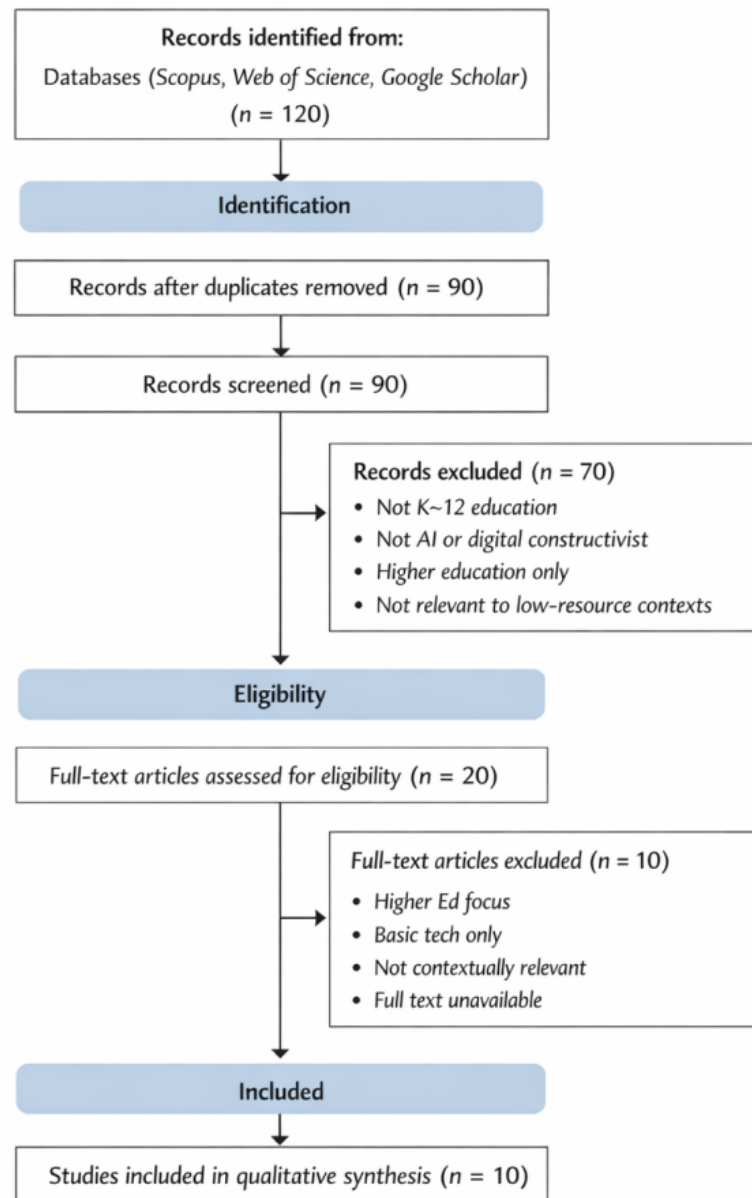 Records identified from:
Databases (Scopus, Web of Science, Google Scholar)
(n = 120)
Identification
Records after duplicates removed (n = 90)
Records screened (n = 90)
Records excluded (n = 70)
• Not K~12 education
• Not AI or digital constructivist
• Higher education only
• Not relevant to low-resource contexts
Eligibility
Full-text articles assessed for eligibility (n = 20)
Full-text articles excluded (n = 10)
• Higher Ed focus
• Basic tech only
• Not contextually relevant
• Full text unavailable
Included
Studies included in qualitative synthesis (n = 10)